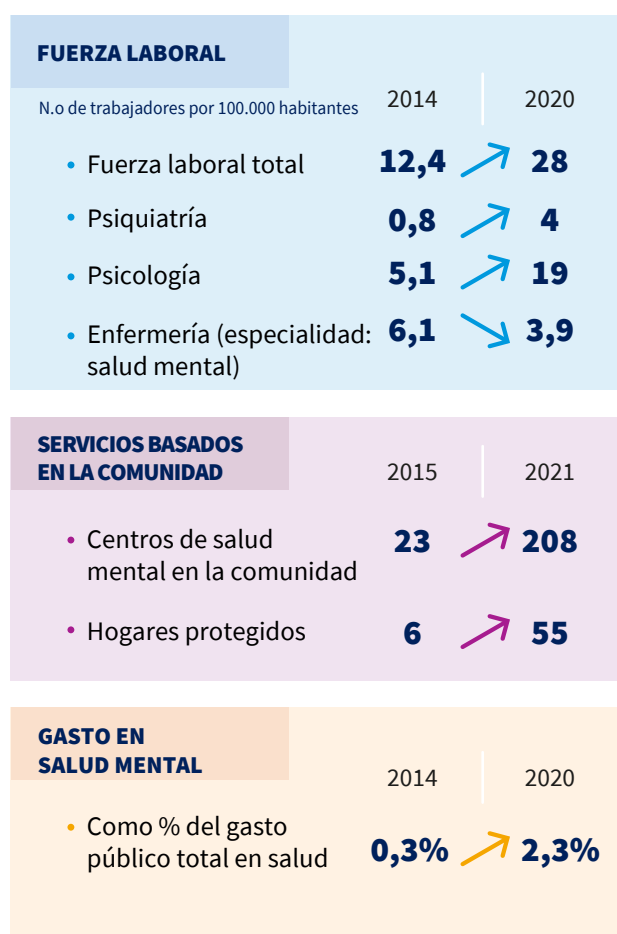 FUERZA LABORAL
N.o de trabajadores por 100.000 habitantes 2014 2020
• Fuerza laboral total 12,4 28
• Psiquiatría 0,8 4
• Psicología 5,1 19
• Enfermería (especialidad: 6,1 3,9
salud mental)
SERVICIOS BASADOS
EN LA COMUNIDAD 2015 2021
• Centros de salud 23 208
mental en la comunidad
• Hogares protegidos 6 55
GASTO EN
SALUD MENTAL 2014 2020
• Como % del gasto
público total en salud 0,3% 2,3%